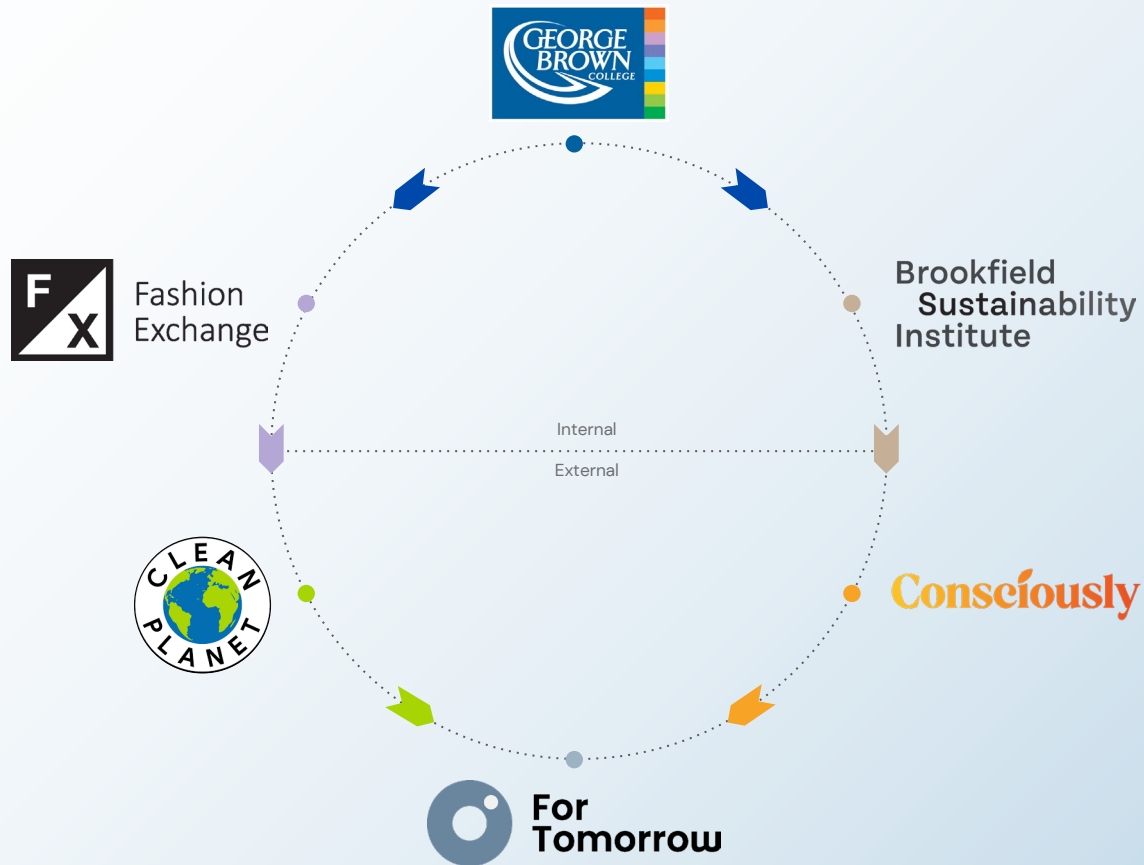 GEORGE
BROWN
COLLEGE
F
X
Fashion
Exchange
Brookfield
Sustainability
Institute
Internal
External
CLEAN
PLANET
Consciously
For
Tomorrow